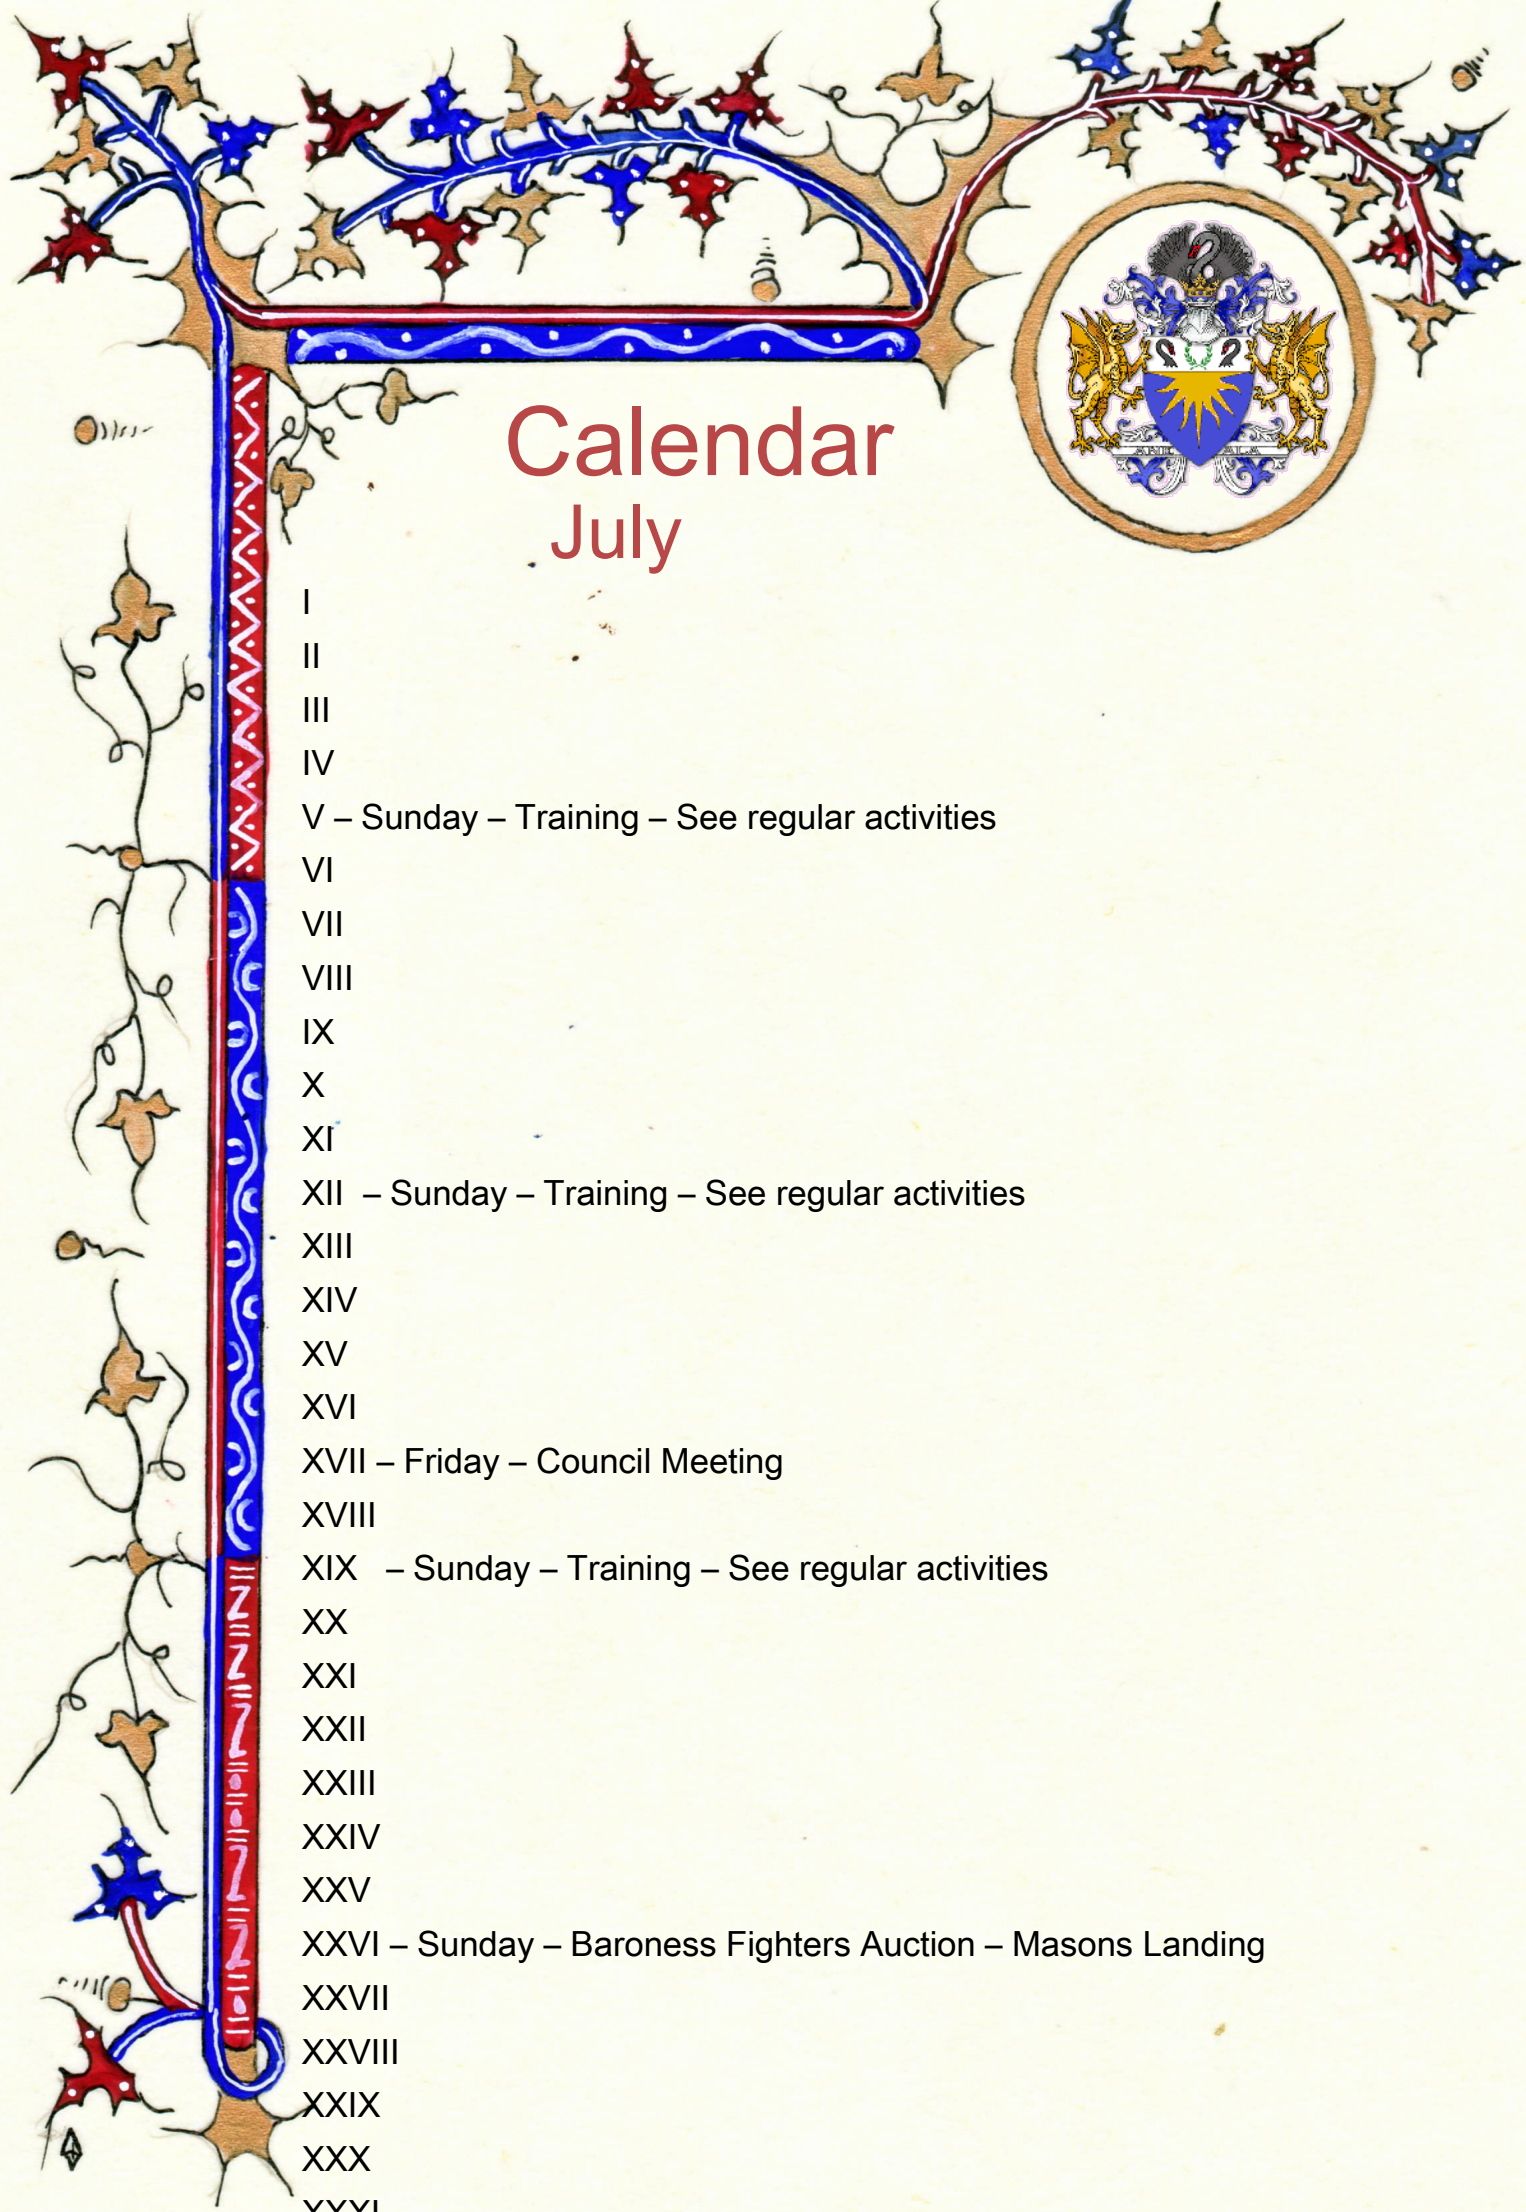 Calendar
July
I
II
III
IV
V – Sunday – Training – See regular activities
VI
VII
VIII
IX
X
XI
XII – Sunday – Training – See regular activities
XIII
XIV
XV
XVI
XVII – Friday – Council Meeting
XVIII
XIX – Sunday – Training – See regular activities
XX
XXI
XXII
XXIII
XXIV
XXV
XXVI – Sunday – Baroness Fighters Auction – Masons Landing
XXVII
XXVIII
XXIX
XXX
XXXI